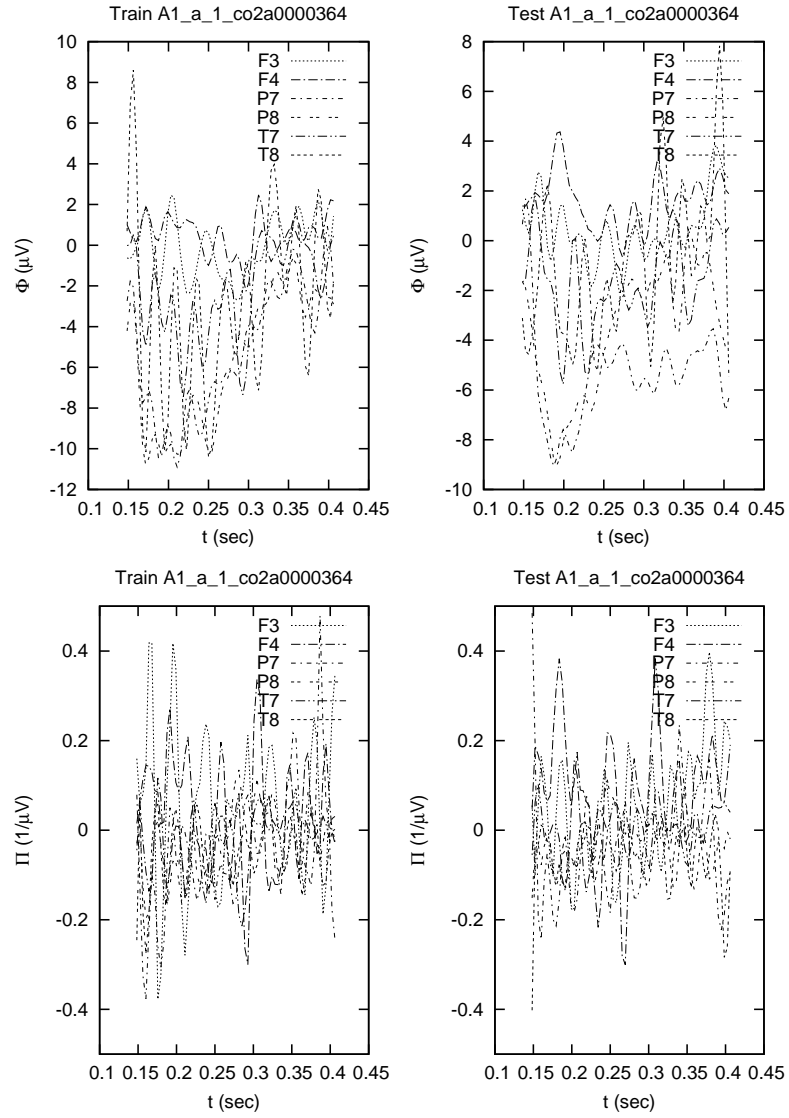 Train A1_a_1_co2a0000364
10
8
6
4
2
0
-2
-4
-6
-8
-10
-12
Φ (μV)
F3
F4
P7
P8
T7
T8
0.1 0.15 0.2 0.25 0.3 0.35 0.4 0.45
t (sec)
Test A1_a_1_co2a0000364
8
6
4
2
0
-2
-4
-6
-8
-10
Φ (μV)
F3
F4
P7
P8
T7
T8
0.1 0.15 0.2 0.25 0.3 0.35 0.4 0.45
t (sec)
Train A1_a_1_co2a0000364
0.4
0.2
0
-0.2
-0.4
Π (1/μV)
F3
F4
P7
P8
T7
T8
0.1 0.15 0.2 0.25 0.3 0.35 0.4 0.45
t (sec)
Test A1_a_1_co2a0000364
0.4
0.2
0
-0.2
-0.4
Π (1/μV)
F3
F4
P7
P8
T7
T8
0.1 0.15 0.2 0.25 0.3 0.35 0.4 0.45
t (sec)